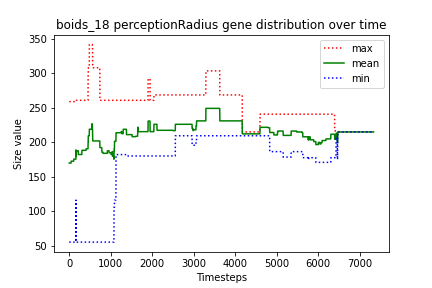 boids_18 perceptionRadius gene distribution over time
max
mean
min
Size value
350
300
250
200
150
100
50
0
1000
2000
3000
4000
5000
6000
7000
Timesteps